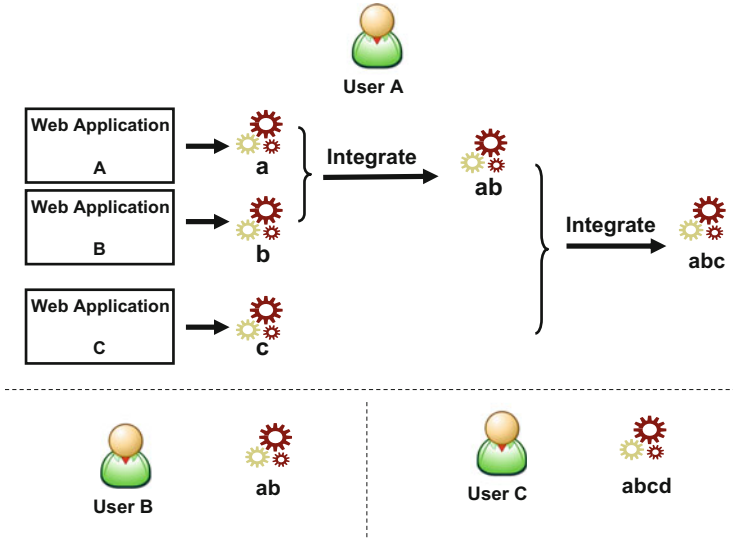 User A
Web Application
A
a
Integrate
ab
Web Application
B
b
Integrate
abc
Web Application
C
c
User B
ab
User C
abcd